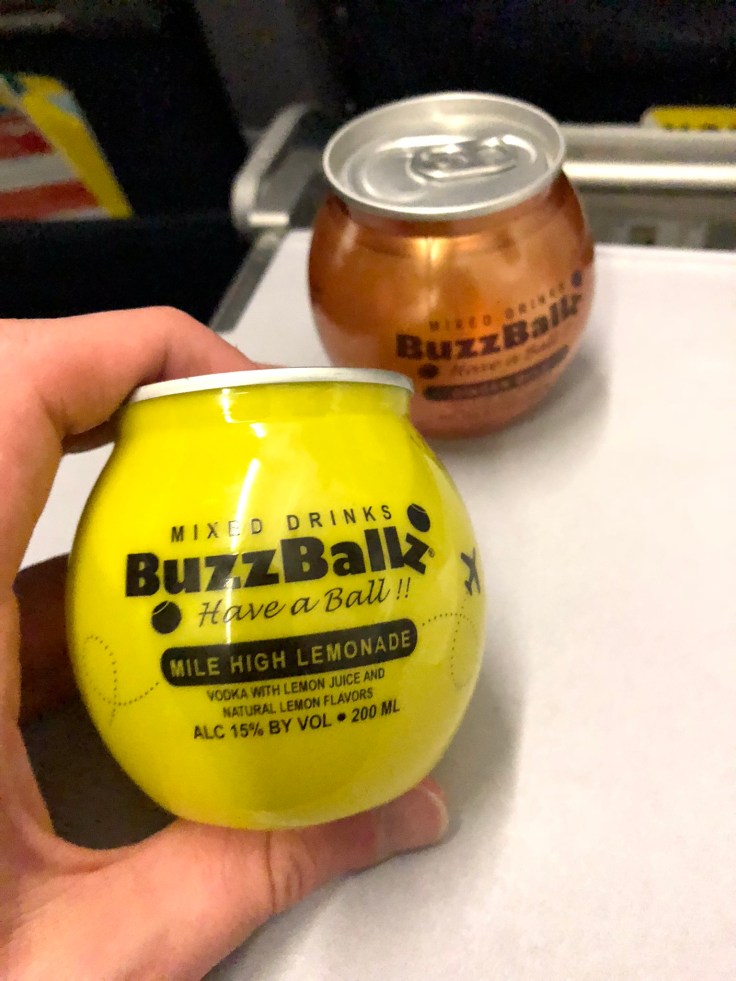 MIXED DRINKS
BuzzBallz
Have a Ball
MIXED DRINKS
BuzzBallz®
Have a Ball!!
MILE HIGH LEMONADE
VODKA WITH LEMON JUICE AND
NATURAL LEMON FLAVORS
ALC 15% BY VOL • 200 ML